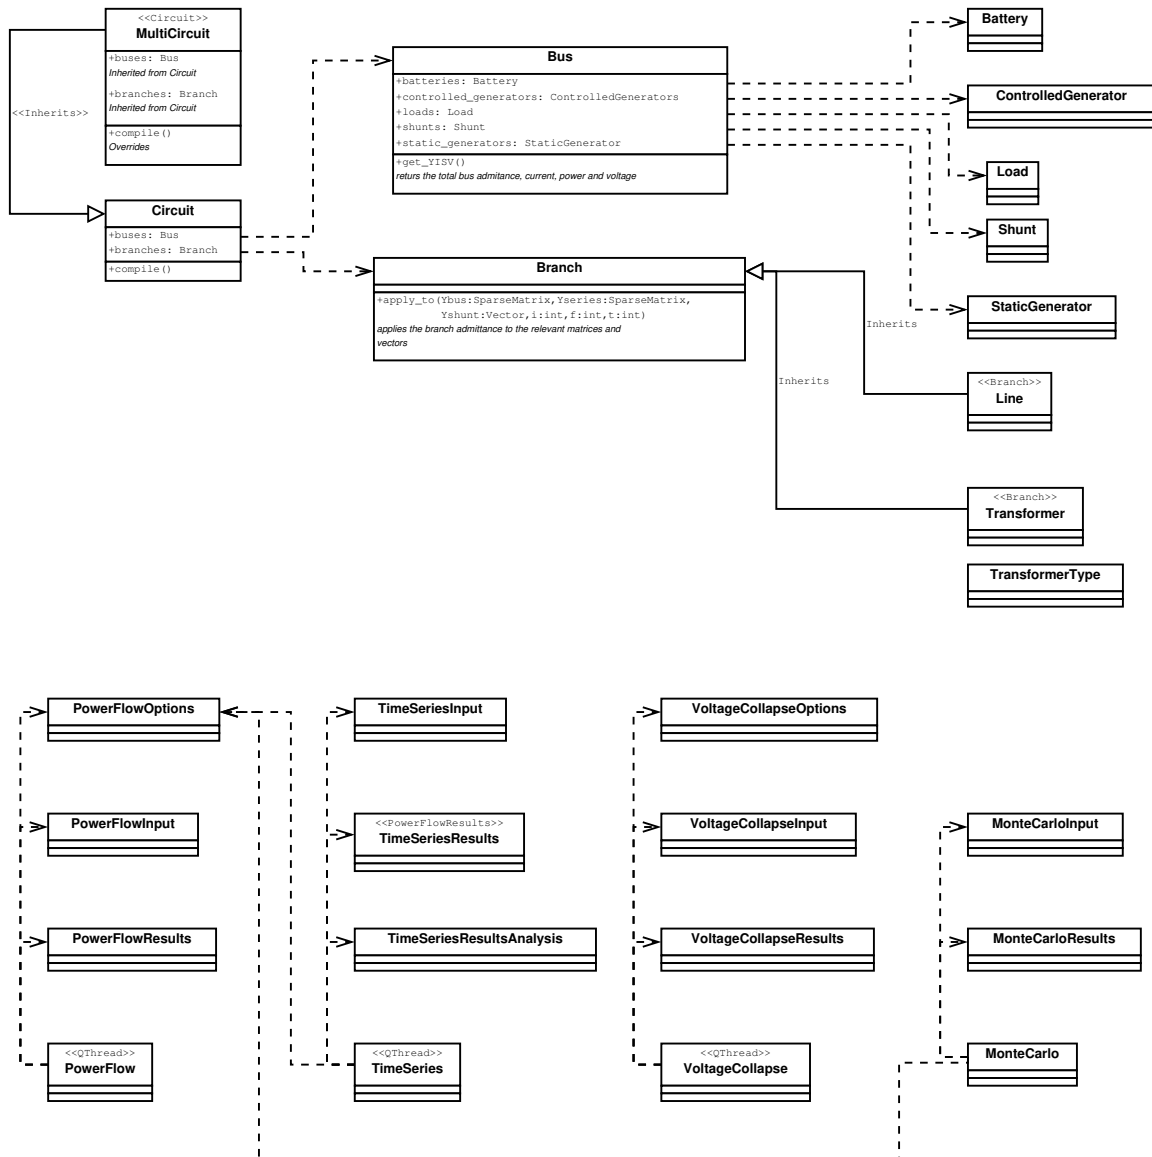 <<Circuit>>
MultiCircuit
+buses: Bus
Inherited from Circuit
+branches: Branch
Inherited from Circuit
+compile()
Overrides
<<Inherits>>
Circuit
+buses: Bus
+branches: Branch
+compile()
Bus
+batteries: Battery
+controlled_generators: ControlledGenerators
+loads: Load
+shunts: Shunt
+static_generators: StaticGenerator
+get_YISV()
returs the total bus admitance, current, power and voltage
Branch
+apply_to(Ybus:SparseMatrix,Yseries:SparseMatrix,
Yshunt:Vector,i:int,f:int,t:int)
applies the branch admittance to the relevant matrices and
vectors
Battery
ControlledGenerator
Load
Shunt
StaticGenerator
Inherits
<<Branch>>
Line
Inherits
<<Branch>>
Transformer
TransformerType
PowerFlowOptions
TimeSeriesInput
VoltageCollapseOptions
PowerFlowInput
<<PowerFlowResults>>
TimeSeriesResults
VoltageCollapseInput
MonteCarloInput
PowerFlowResults
TimeSeriesResultsAnalysis
VoltageCollapseResults
MonteCarloResults
<<QThread>>
PowerFlow
<<QThread>>
TimeSeries
<<QThread>>
VoltageCollapse
MonteCarlo